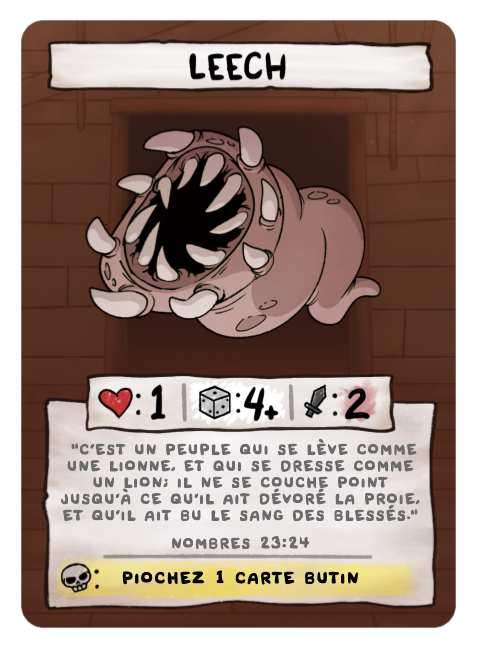 LEECH
:1 :4+ :2
"C'EST UN PEUPLE QUI SE LÈVE COMME
UNE LIONNE, ET QUI SE DRESSE COMME
UN LION; IL NE SE COUCHE POINT
JUSQU'À CE QU'IL AIT DÉVORÉ LA PROIE,
ET QU'IL AIT BU LE SANG DES BLESSÉS."
NOMBRES 23:24
: PIOCHEZ 1 CARTE BUTIN